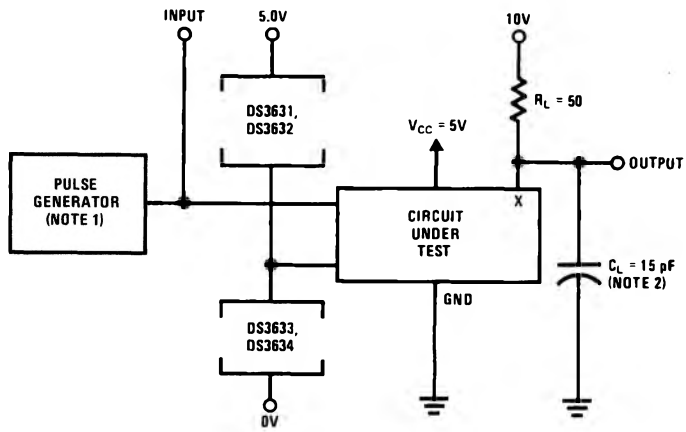 INPUT
5.0V
10V
DS3631,
DS3632
R_L = 50
V_CC = 5V
OUTPUT
PULSE
GENERATOR
(NOTE 1)
X
CIRCUIT
UNDER
TEST
C_L = 15 pF
(NOTE 2)
GND
DS3633,
DS3634
0V